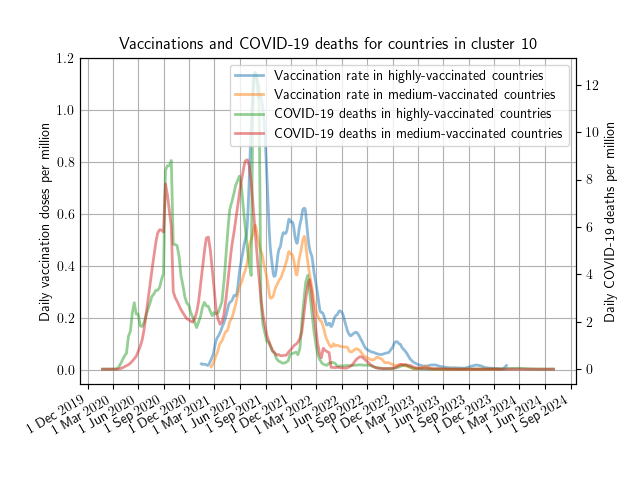 Vaccinations and COVID-19 deaths for countries in cluster 10
Vaccination rate in highly-vaccinated countries
Vaccination rate in medium-vaccinated countries
COVID-19 deaths in highly-vaccinated countries
COVID-19 deaths in medium-vaccinated countries
Daily vaccination doses per million
1.2
1.0
0.8
0.6
0.4
0.2
0.0
Daily COVID-19 deaths per million
12
10
8
6
4
2
0
1 Dec 2019
1 Mar 2020
1 Jun 2020
1 Sep 2020
1 Dec 2020
1 Mar 2021
1 Jun 2021
1 Sep 2021
1 Dec 2021
1 Mar 2022
1 Jun 2022
1 Sep 2022
1 Dec 2022
1 Mar 2023
1 Jun 2023
1 Sep 2023
1 Dec 2023
1 Mar 2024
1 Jun 2024
1 Sep 2024